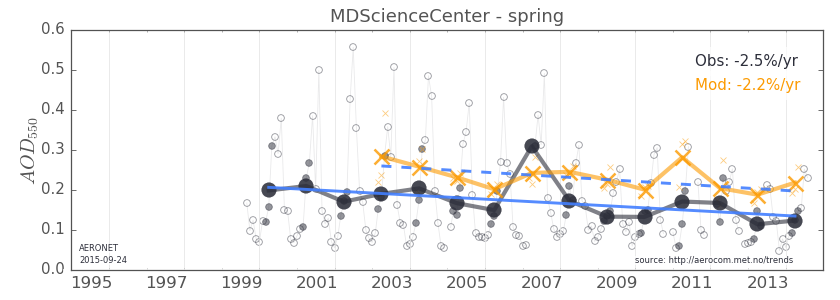 MDScienceCenter - spring
0.6
0.5
0.4
0.3
0.2
0.1
0.0
AOD550
Obs: -2.5%/yr
Mod: -2.2%/yr
AERONET
2015-09-24
source: http://aerocom.met.no/trends
1995 1997 1999 2001 2003 2005 2007 2009 2011 2013